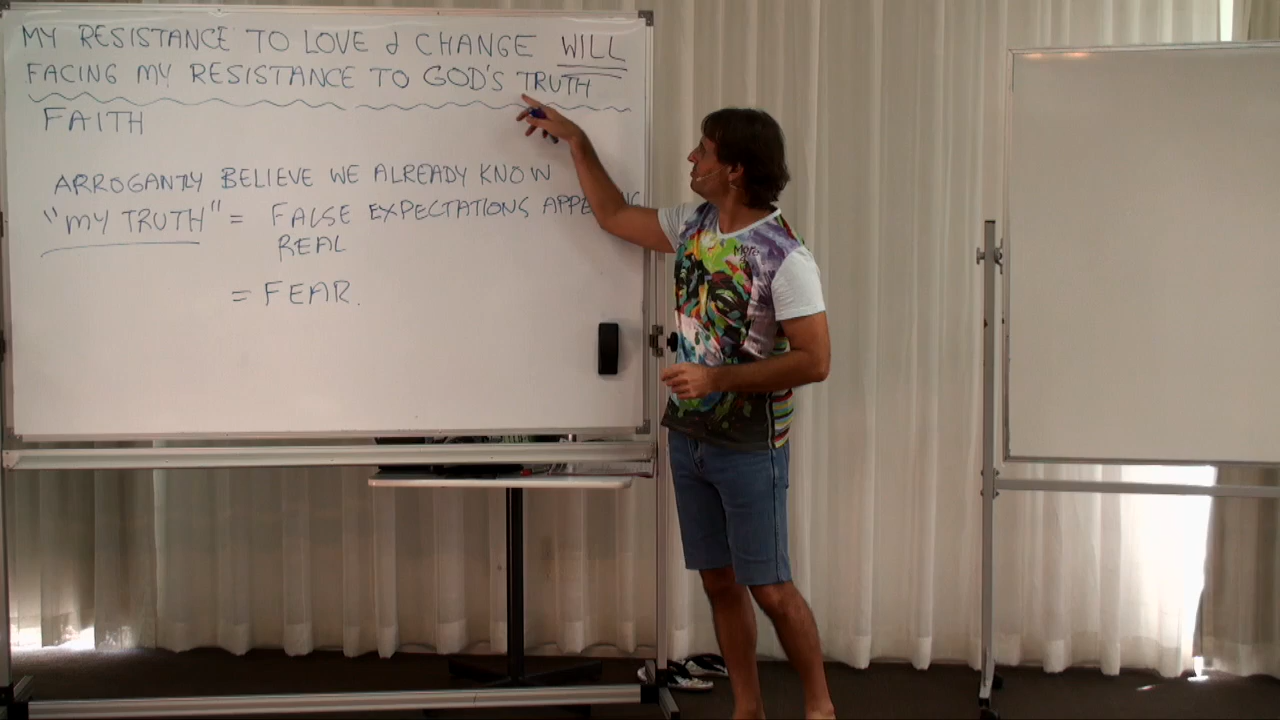 MY RESISTANCE TO LOVE & CHANGE WILL
FACING MY RESISTANCE TO GOD'S TRUTH
FAITH
ARROGANTLY BELIEVE WE ALREADY KNOW
"MY TRUTH" = FALSE EXPECTATIONS
REAL
= FEAR.
More